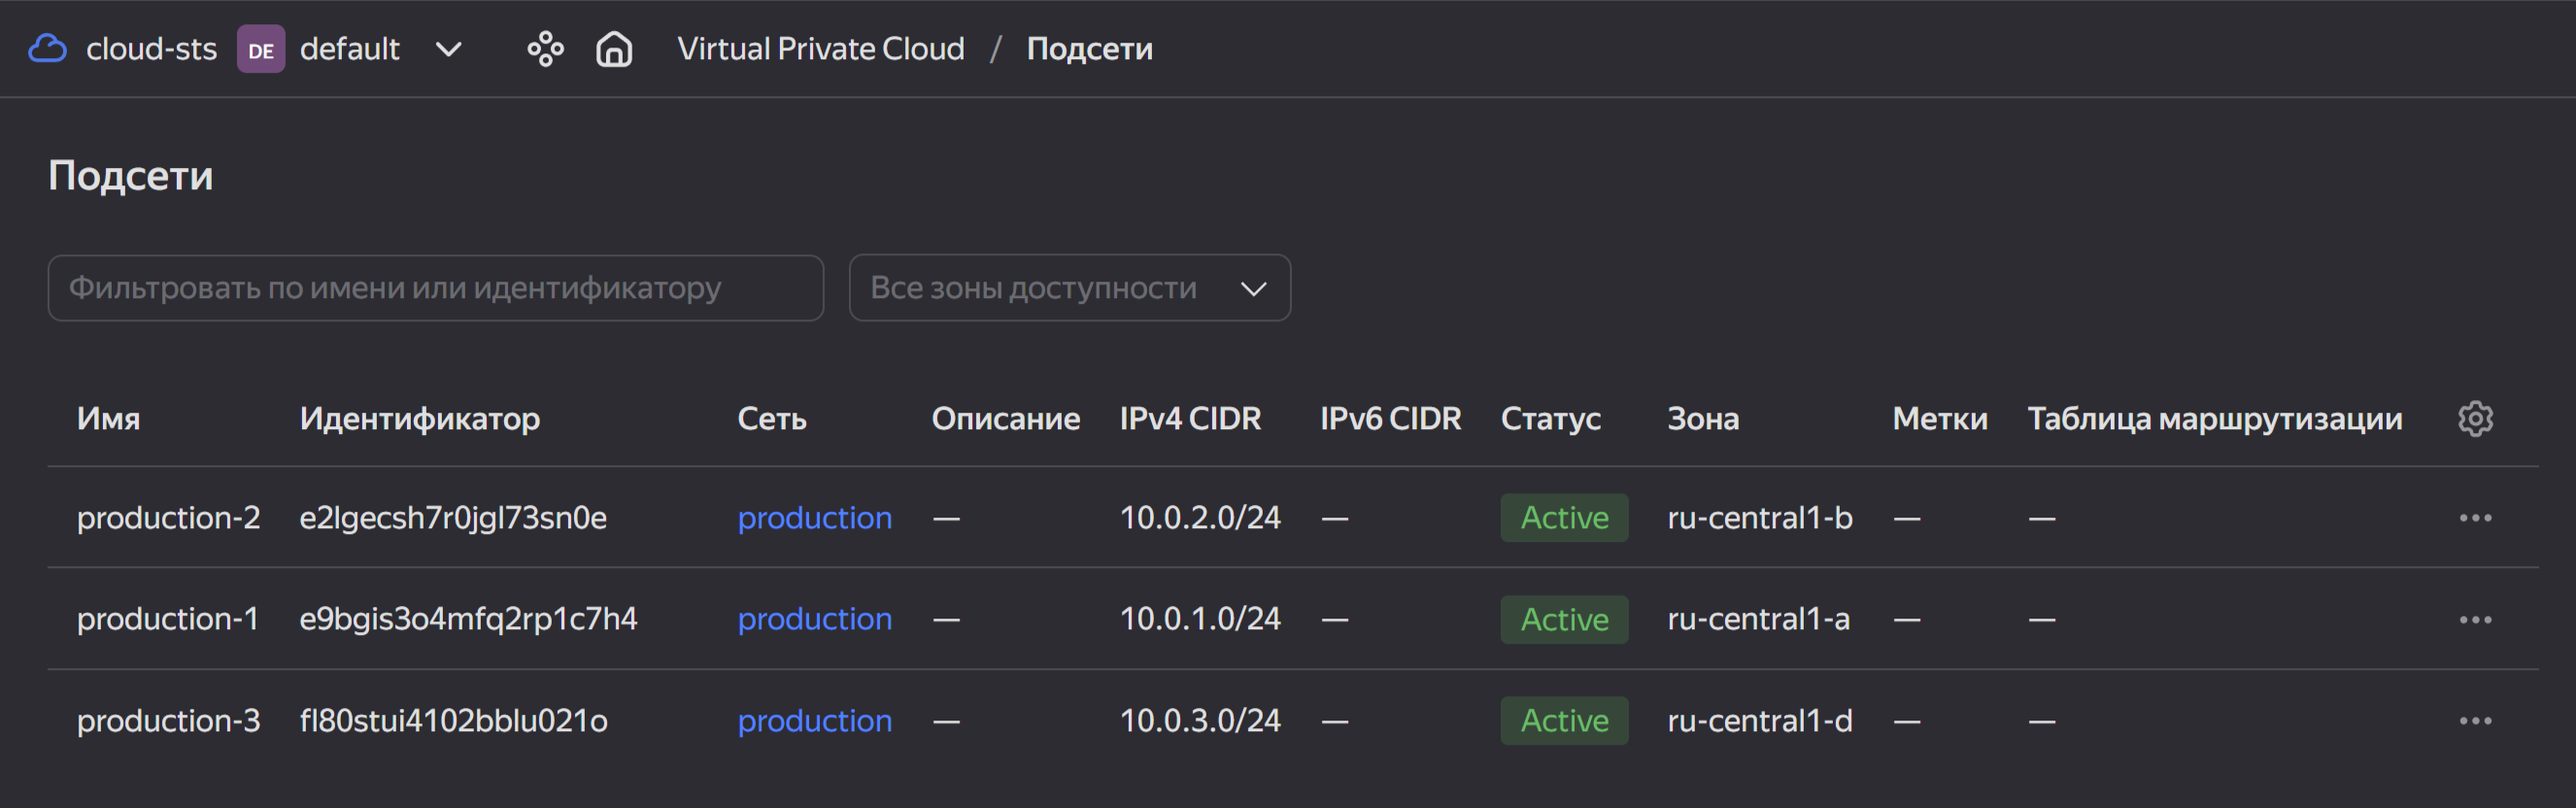 cloud-sts DE default Virtual Private Cloud / Подсети
Подсети
Фильтровать по имени или идентификатору Все зоны доступности
Имя Идентификатор Сеть Описание IPv4 CIDR IPv6 CIDR Статус Зона Метки Таблица маршрутизации
production-2 e2lgecsh7r0jgl73sn0e production — 10.0.2.0/24 — Active ru-central1-b — —
production-1 e9bgis3o4mfq2rp1c7h4 production — 10.0.1.0/24 — Active ru-central1-a — —
production-3 fl80stui4102bblu021o production — 10.0.3.0/24 — Active ru-central1-d — —